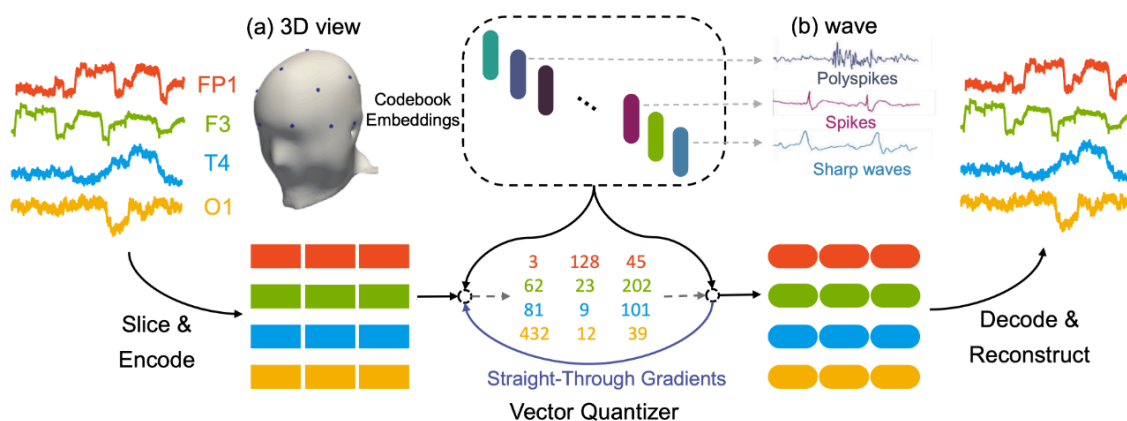 (a) 3D view
(b) wave
FP1
F3
T4
O1
Codebook
Embeddings
Polyspikes
Spikes
Sharp waves
Slice &
Encode
3 128 45
62 23 202
81 9 101
432 12 39
Straight-Through Gradients
Vector Quantizer
Decode &
Reconstruct